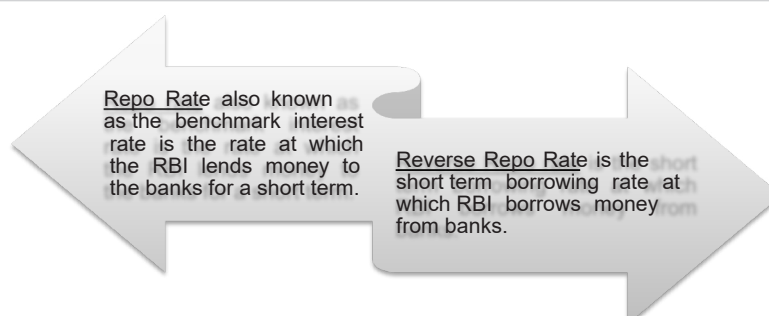 Repo Rate also known
as the benchmark interest
rate is the rate at which
the RBI lends money to
the banks for a short term.
Reverse Repo Rate is the
short term borrowing rate at
which RBI borrows money
from banks.